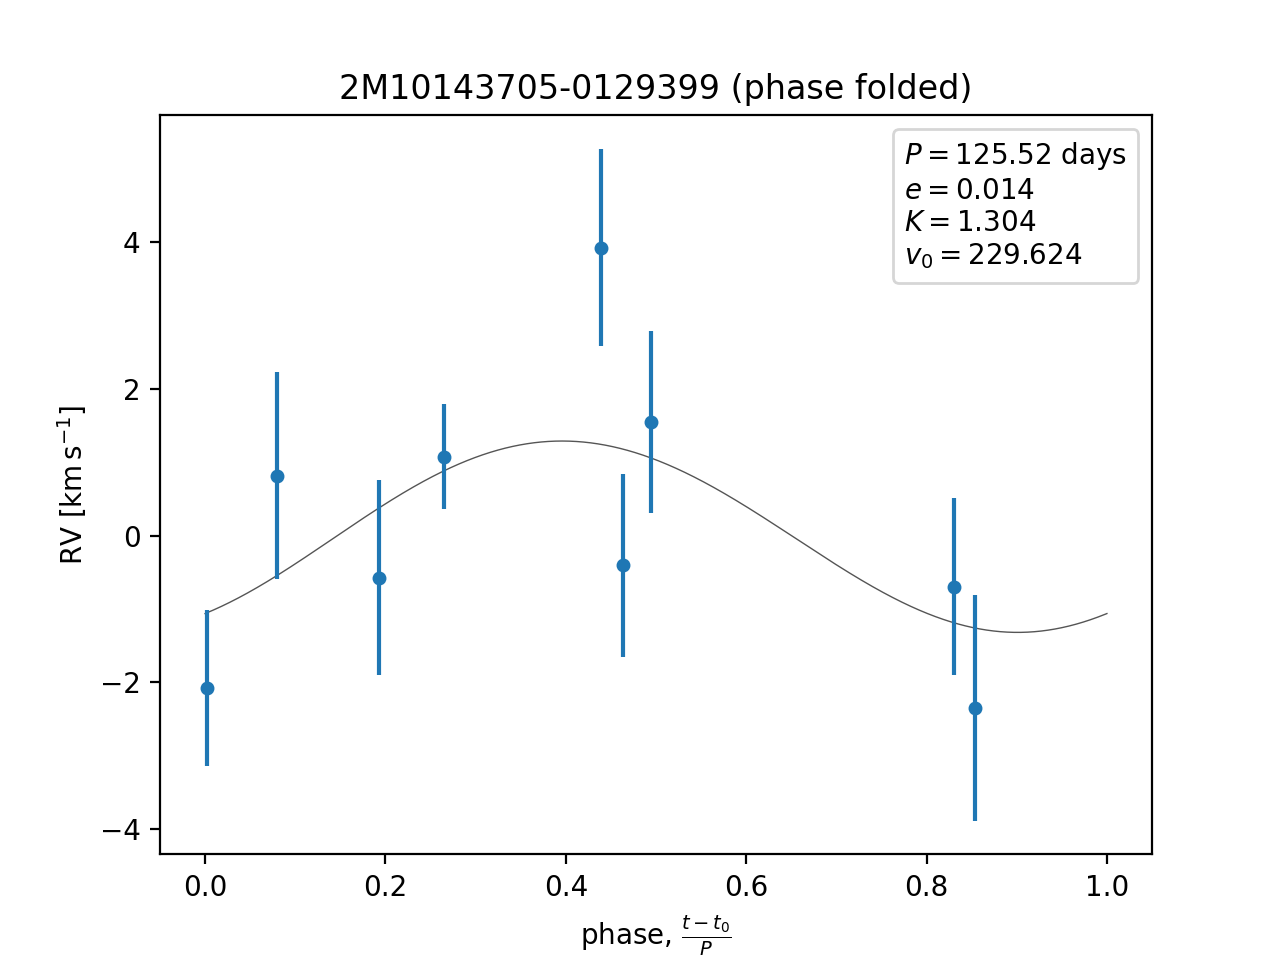 2M10143705-0129399 (phase folded)
P = 125.52 days
e = 0.014
K = 1.304
v₀ = 229.624
RV [km s⁻¹]
4
2
0
−2
−4
0.0 0.2 0.4 0.6 0.8 1.0
phase, (t − t₀)/P